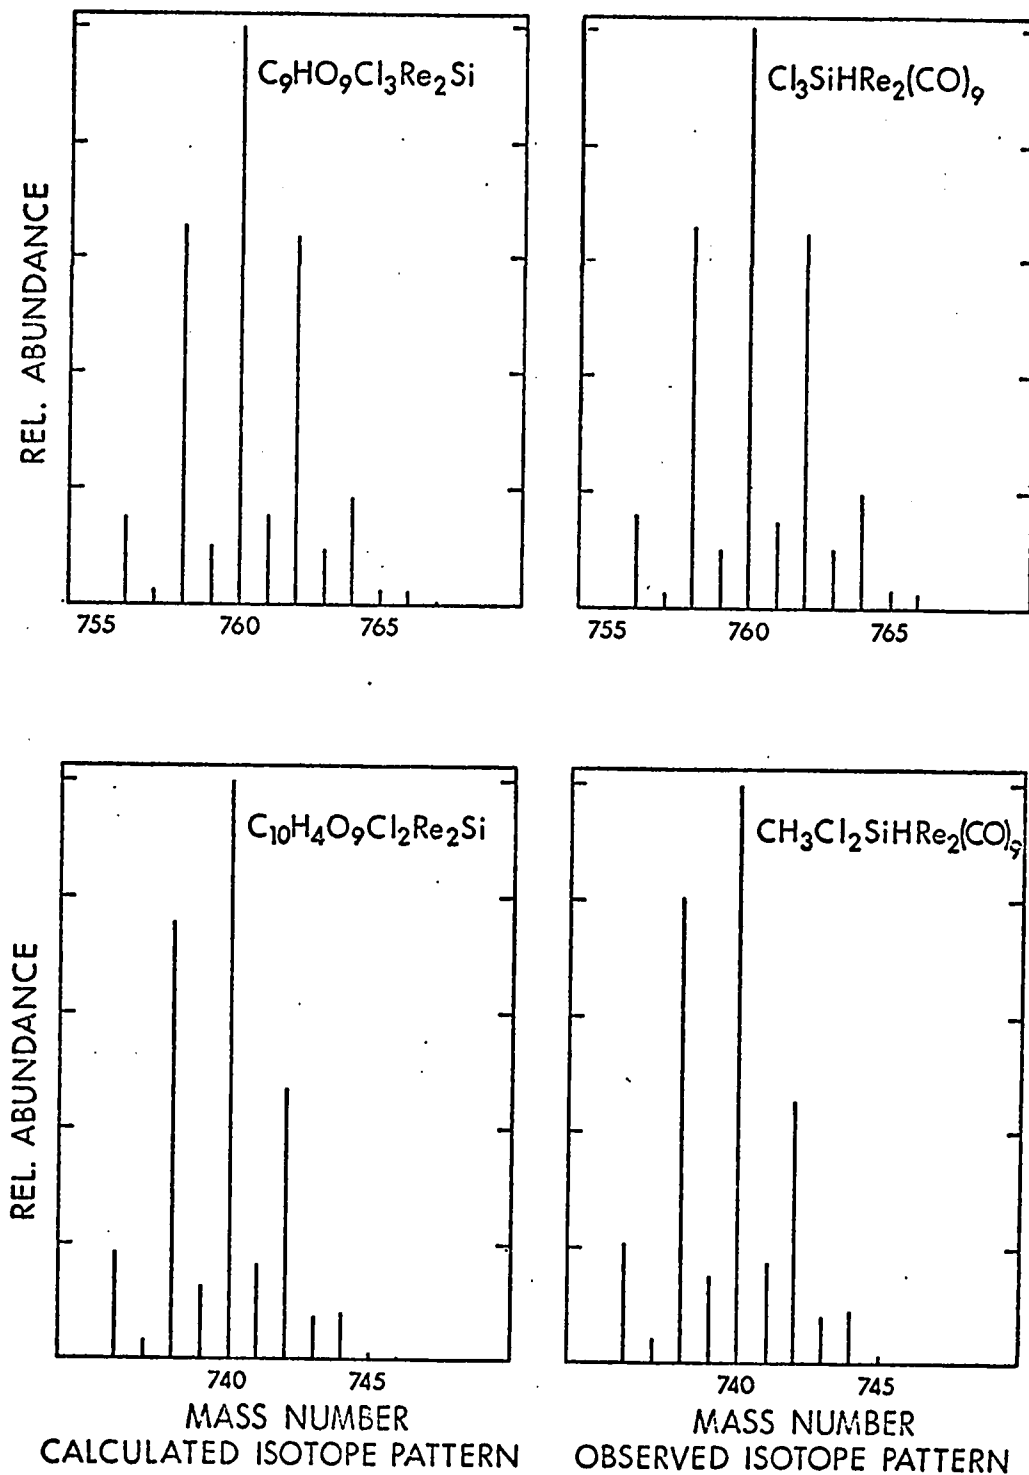 C₉HO₉Cl₃Re₂Si
Cl₃SiHRe₂(CO)₉
REL. ABUNDANCE
755 760 765
755 760 765
C₁₀H₄O₉Cl₂Re₂Si
CH₃Cl₂SiHRe₂(CO)₉
REL. ABUNDANCE
740 745
740 745
MASS NUMBER
CALCULATED ISOTOPE PATTERN
MASS NUMBER
OBSERVED ISOTOPE PATTERN